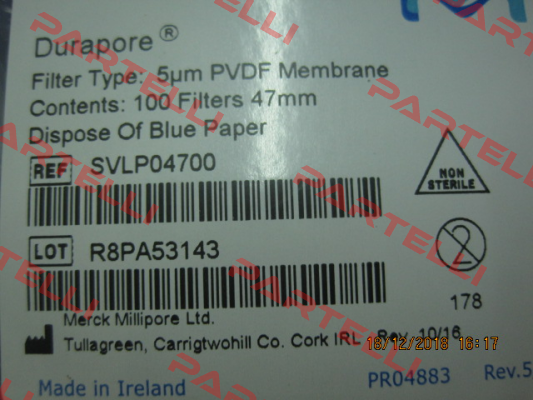 Durapore ®
Filter Type: 5µm PVDF Membrane
Contents: 100 Filters 47mm
Dispose Of Blue Paper
REF SVLP04700
NON
STERILE
LOT R8PA53143
2
178
Merck Millipore Ltd.
Tullagreen, Carrigtwohill Co. Cork IRL Rev. 10/16
18/12/2018 16:17
Made in Ireland PR04883 Rev.5
PARTELLI
PARTELLI
PARTELLI
PARTELLI
PARTELLI